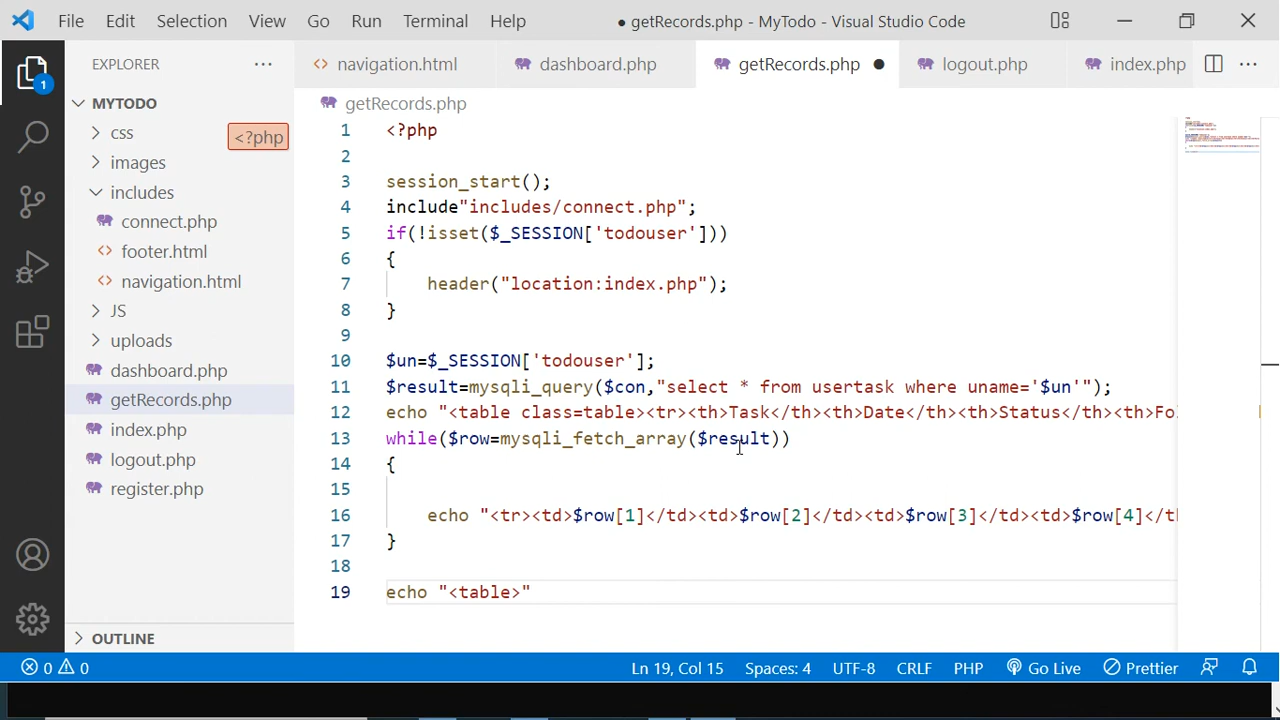 File Edit Selection View Go Run Terminal Help ● getRecords.php - MyTodo - Visual Studio Code
EXPLORER ...
navigation.html dashboard.php getRecords.php ● logout.php index.php ...
1
MYTODO
css
<?php
images
includes
connect.php
footer.html
navigation.html
JS
uploads
dashboard.php
getRecords.php
index.php
logout.php
register.php
OUTLINE
getRecords.php
1 <?php
2
3 session_start();
4 include"includes/connect.php";
5 if(!isset($_SESSION['todouser']))
6 {
7 header("location:index.php");
8 }
9
10 $un=$_SESSION['todouser'];
11 $result=mysqli_query($con,"select * from usertask where uname='$un'");
12 echo "<table class=table><tr><th>Task</th><th>Date</th><th>Status</th><th>Fo
13 while($row=mysqli_fetch_array($result))
14 {
15
16 echo "<tr><td>$row[1]</td><td>$row[2]</td><td>$row[3]</td><td>$row[4]</t
17 }
18
19 echo "<table>"
0 0 Ln 19, Col 15 Spaces: 4 UTF-8 CRLF PHP Go Live Prettier